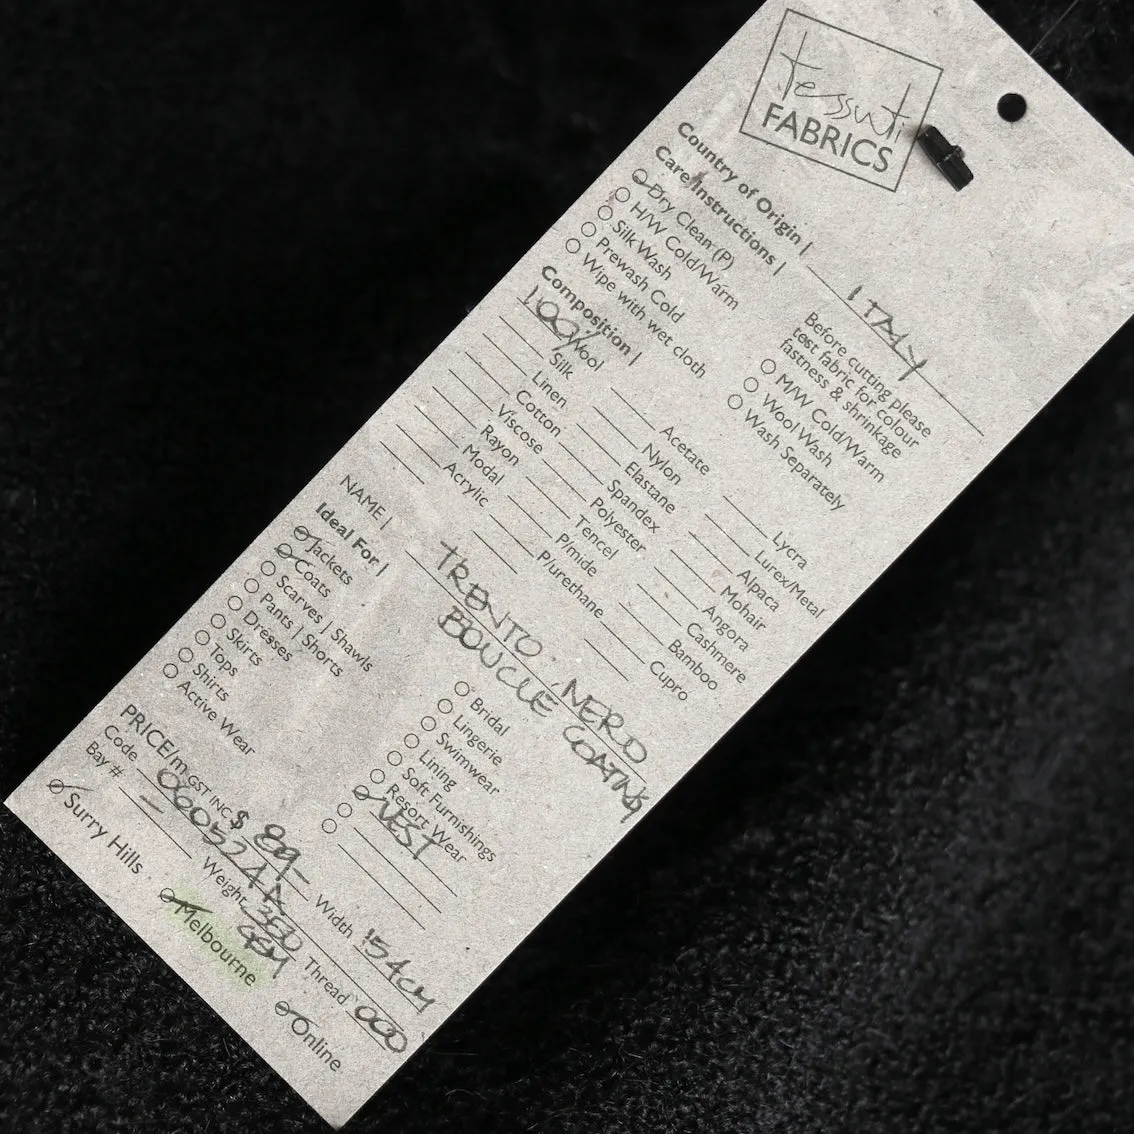 tessuti
FABRICS
Country of Origin | ITALY
Care/Instructions |
Dry Clean (P)
H/W Cold/Warm
Silk Wash
Prewash Cold
Wipe with wet cloth
Before cutting please
test fabric for colour
fastness & shrinkage
M/W Cold/Warm
Wool Wash
Wash Separately
Composition |
100% Wool
Silk
Linen
Cotton
Viscose
Rayon
Modal
Acrylic
Acetate
Nylon
Elastane
Spandex
Polyester
Tencel
P/mide
P/urethane
Lycra
Lurex/Metal
Alpaca
Mohair
Angora
Cashmere
Bamboo
Cupro
NAME | TRENTO. NERO
BOUCLE COATING
Ideal For |
Jackets
Coats
Scarves | Shawls
Pants | Shorts
Dresses
Skirts
Tops
Shirts
Active Wear
Bridal
Lingerie
Swimwear
Lining
Soft Furnishings
Resort Wear
VEST
PRICE/m GST INC $ 89-
Code Width 154cm
Bay # Weight 360 GSM Thread 000
Surry Hills
Melbourne
Online